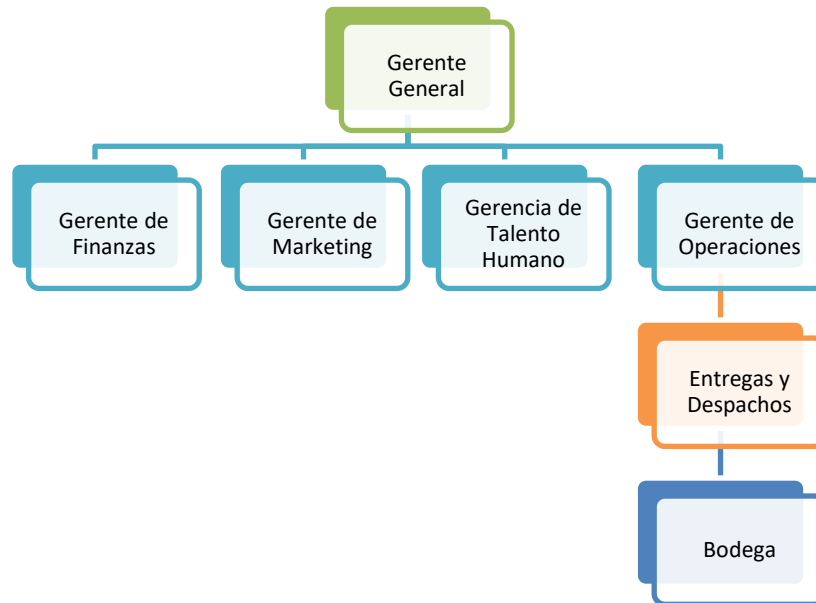 Gerente
General
Gerente de
Finanzas
Gerente de
Marketing
Gerencia de
Talento
Humano
Gerente de
Operaciones
Entregas y
Despachos
Bodega